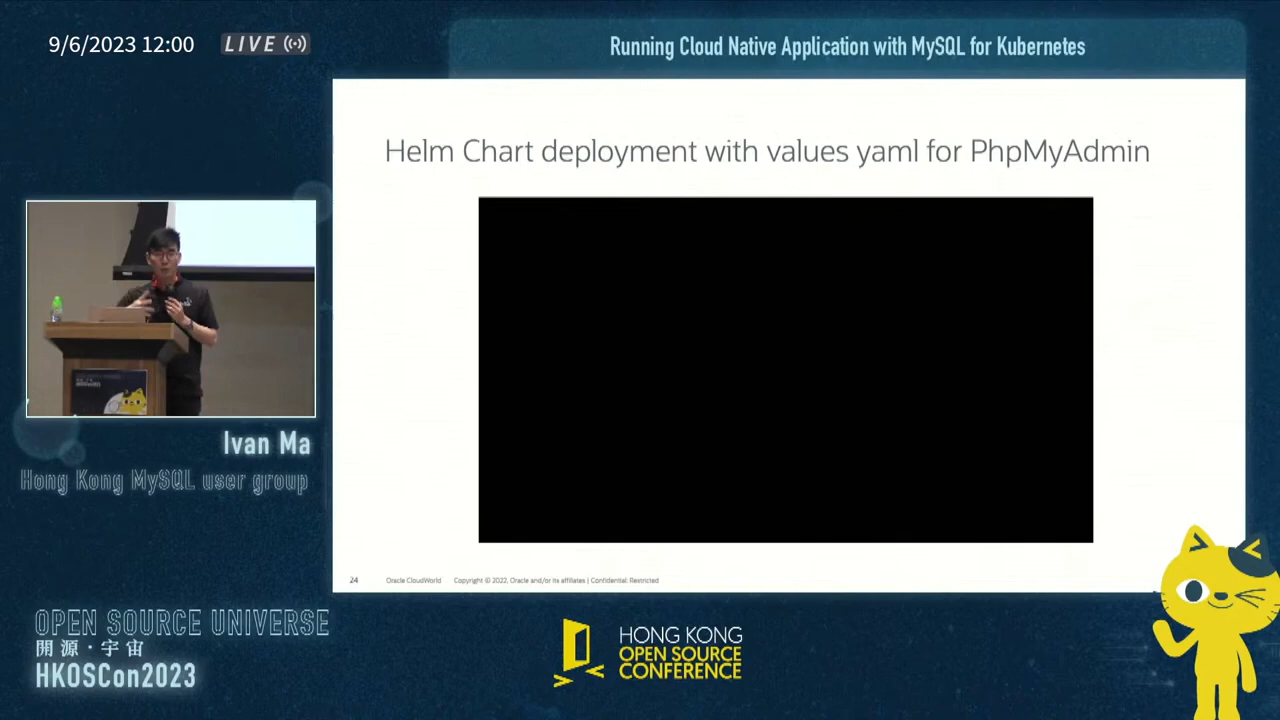 9/6/2023 12:00
LIVE
Running Cloud Native Application with MySQL for Kubernetes
Helm Chart deployment with values yaml for PhpMyAdmin
Ivan Ma
Hong Kong MySQL user group
24 Oracle CloudWorld Copyright © 2022, Oracle and/or its affiliates | Confidential: Restricted
OPEN SOURCE UNIVERSE
開源·宇宙
HKOSCon2023
HONG KONG
OPEN SOURCE
CONFERENCE